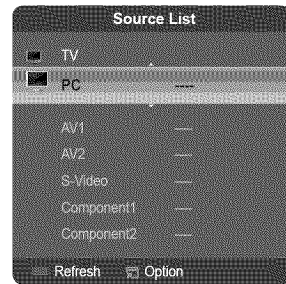 Source List
TV
PC ----
AV1 ----
AV2 ----
S-Video ----
Component1 ----
Component2 ----
Refresh Option